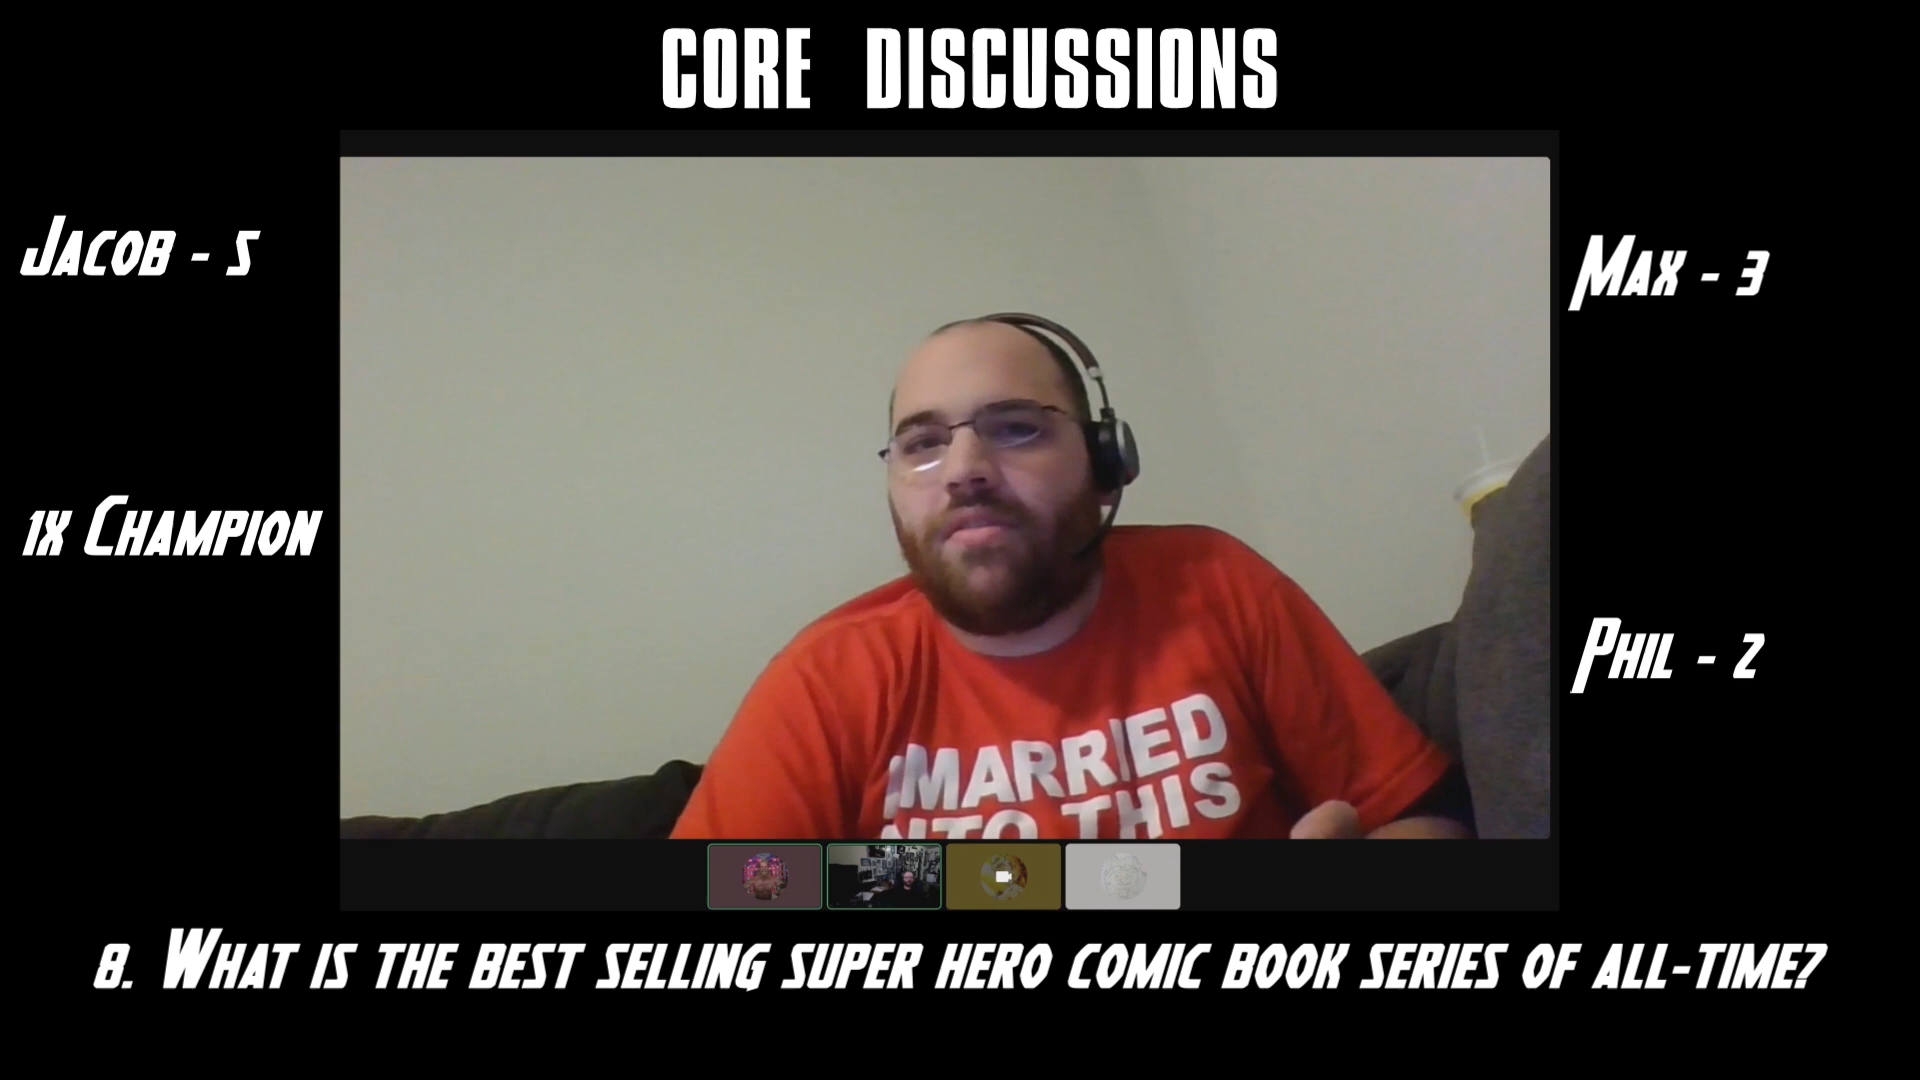 CORE DISCUSSIONS
JACOB - 5
MAX - 3
1X CHAMPION
MARRIED
INTO THIS
PHIL - 2
8. WHAT IS THE BEST SELLING SUPER HERO COMIC BOOK SERIES OF ALL-TIME?